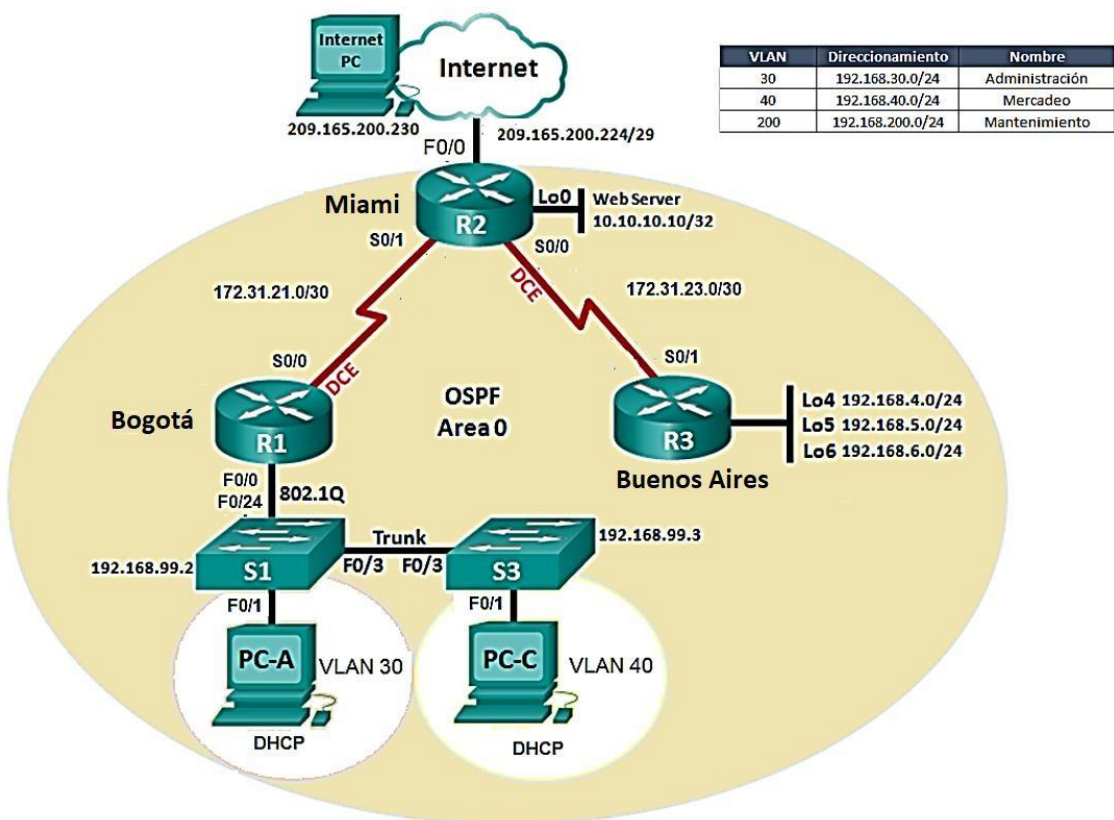 Internet
PC
Internet
209.165.200.230
209.165.200.224/29
F0/0
VLAN Direccionamiento Nombre
30 192.168.30.0/24 Administración
40 192.168.40.0/24 Mercadeo
200 192.168.200.0/24 Mantenimiento
Miami
R2
Lo0
Web Server
10.10.10.10/32
S0/1
S0/0
DCE
172.31.21.0/30
172.31.23.0/30
S0/0
DCE
S0/1
OSPF
Area 0
Bogotá
R1
R3
Buenos Aires
Lo4 192.168.4.0/24
Lo5 192.168.5.0/24
Lo6 192.168.6.0/24
F0/0
F0/24
802.1Q
192.168.99.2
S1
Trunk
F0/3 F0/3
S3
192.168.99.3
F0/1
F0/1
PC-A
VLAN 30
DHCP
PC-C
VLAN 40
DHCP